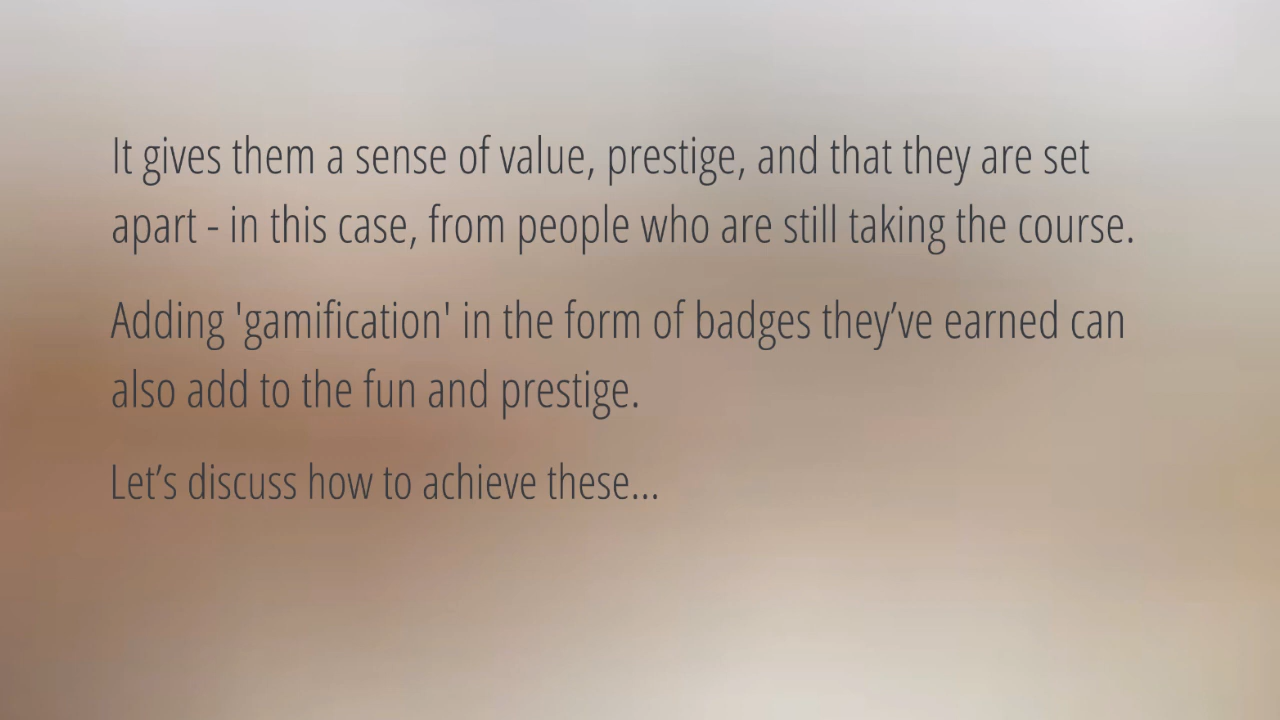 It gives them a sense of value, prestige, and that they are set
apart - in this case, from people who are still taking the course.
Adding 'gamification' in the form of badges they’ve earned can
also add to the fun and prestige.
Let’s discuss how to achieve these...